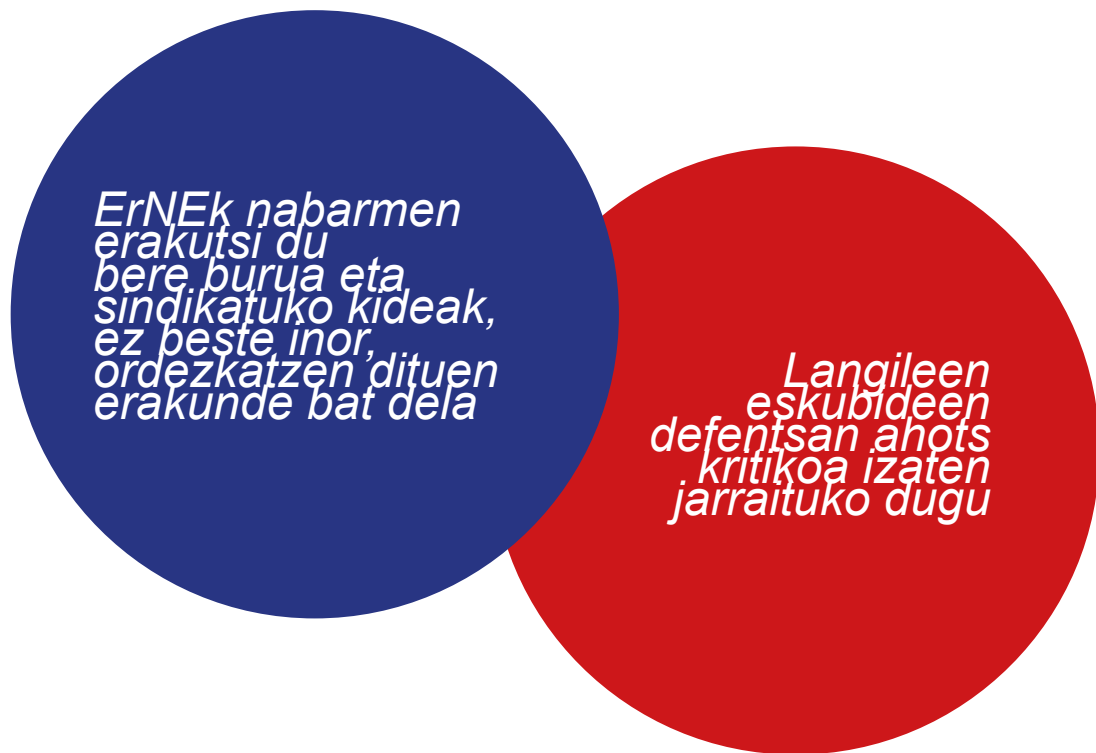 ErNEk nabarmen
erakutsi du
bere burua eta
sindikatuko kideak,
ez beste inor,
ordezkatzen dituen
erakunde bat dela
Langileen
eskubideen
defentsan ahots
kritikoa izaten
jarraituko dugu